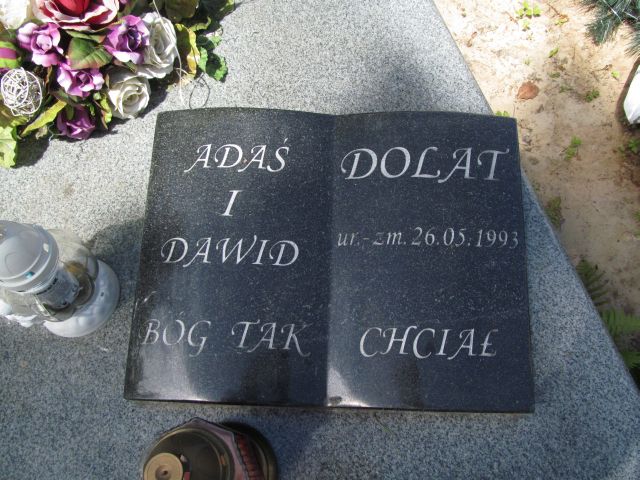 ADAŚ
I
DAWID
BÓG TAK
DOLAT
ur.-zm. 26.05.1993
CHCIAŁ